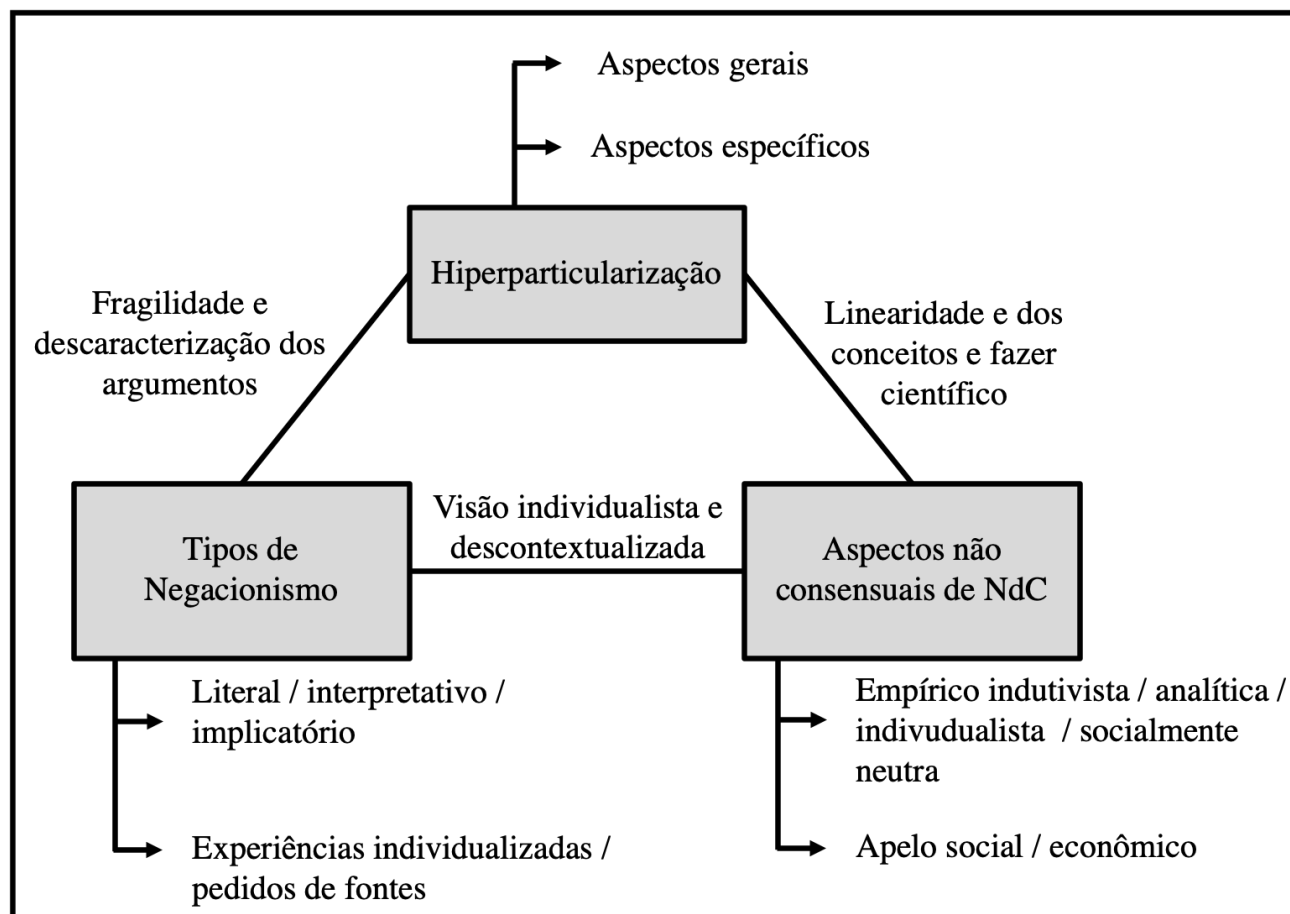 Aspectos gerais
Aspectos específicos
Hiperparticularização
Fragilidade e
descaracterização dos
argumentos
Linearidade e dos
conceitos e fazer
científico
Tipos de
Negacionismo
Visão individualista e
descontextualizada
Aspectos não
consensuais de NdC
Literal / interpretativo /
implicatório
Experiências individualizadas /
pedidos de fontes
Empírico indutivista / analítica /
indivudualista / socialmente
neutra
Apelo social / econômico